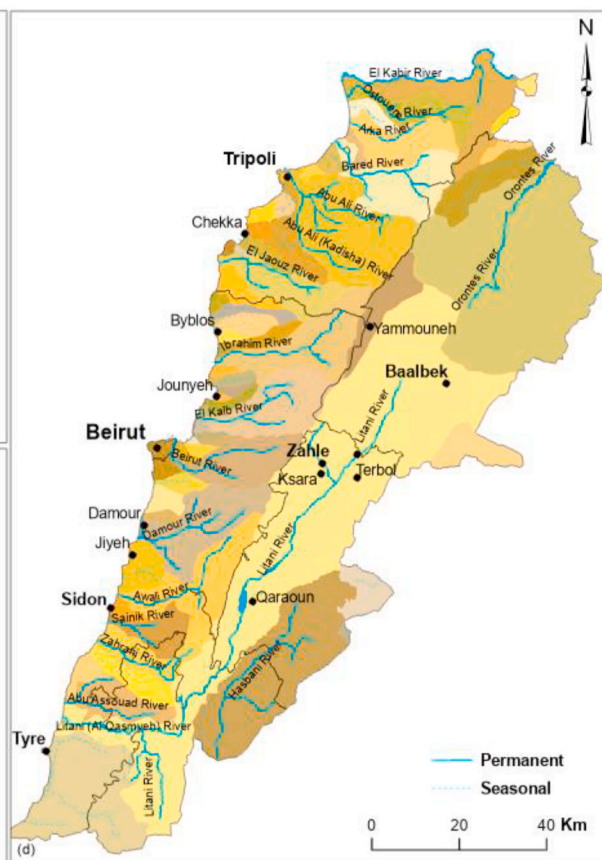 N
El Kabir River
Ostouene River
Arka River
Bared River
Tripoli
Abu Ali River
Orontes River
Chekka
Abu Ali (Kadisha) River
El Jaouz River
Orontes River
Byblos
Yammouneh
Ibrahim River
Baalbek
Jounyeh
El Kalb River
Litani River
Beirut
Beirut River
Zahle
Ksara
Terbol
Damour
Damour River
Jiyeh
Litani River
Awali River
Qaraoun
Sidon
Sainik River
Zahrani River
Hasbani River
Abu Assouad River
Litani (Al Qasmyeh) River
Tyre
Litani River
Permanent
Seasonal
0 20 40 Km
(d)